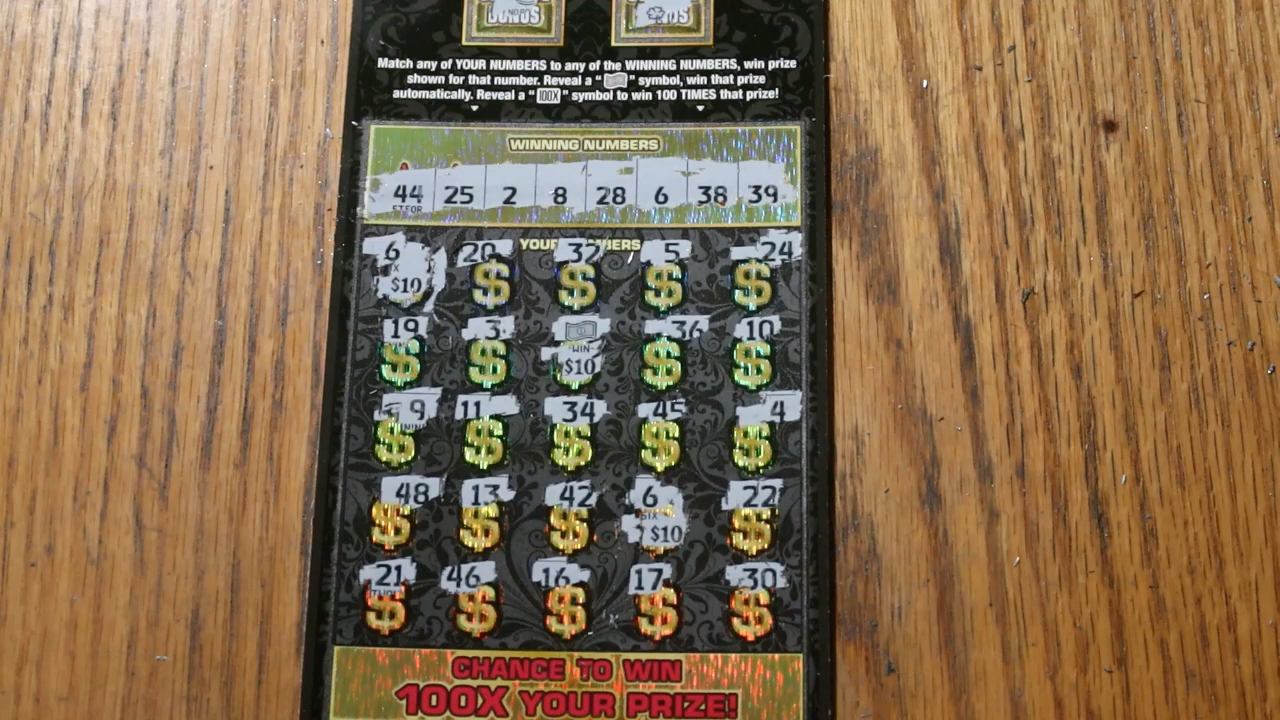 BONUS
Match any of YOUR NUMBERS to any of the WINNING NUMBERS, win prize
shown for that number. Reveal a " " symbol, win that prize
automatically. Reveal a "100X" symbol to win 100 TIMES that prize!
WINNING NUMBERS
44 25 2 8 28 6 38 39
YOUR NUMBERS
6 20 32 5 24
$10 $ $ $ $
19 3 36 10
WIN
$ $ $10 $ $
9 11 34 45 4
$ $ $ $ $
48 13 42 6 22
SIX
$ $ $ $10 $
21 46 16 17 30
$ $ $ $ $
CHANCE TO WIN
100X YOUR PRIZE!